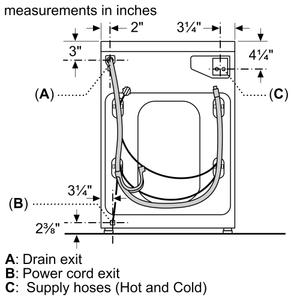 measurements in inches
2" 3¼"
3" 4¼"
(A) (C)
3¼"
(B)
2⅜"
A: Drain exit
B: Power cord exit
C: Supply hoses (Hot and Cold)